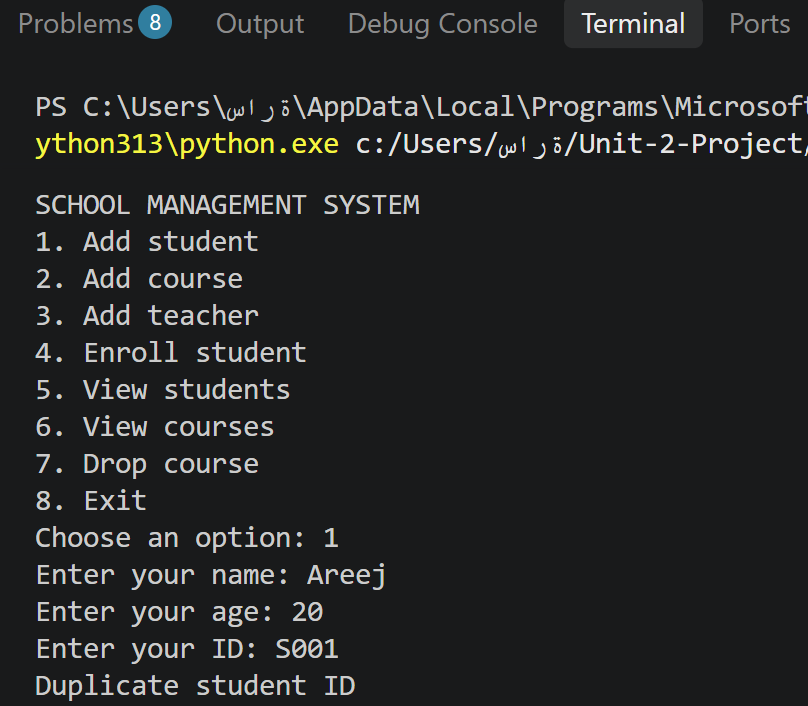 Problems 8 Output Debug Console Terminal Ports
PS C:\Users\سارة\AppData\Local\Programs\Microsoft
ython313\python.exe c:/Users/سارة/Unit-2-Project/
SCHOOL MANAGEMENT SYSTEM
1. Add student
2. Add course
3. Add teacher
4. Enroll student
5. View students
6. View courses
7. Drop course
8. Exit
Choose an option: 1
Enter your name: Areej
Enter your age: 20
Enter your ID: S001
Duplicate student ID